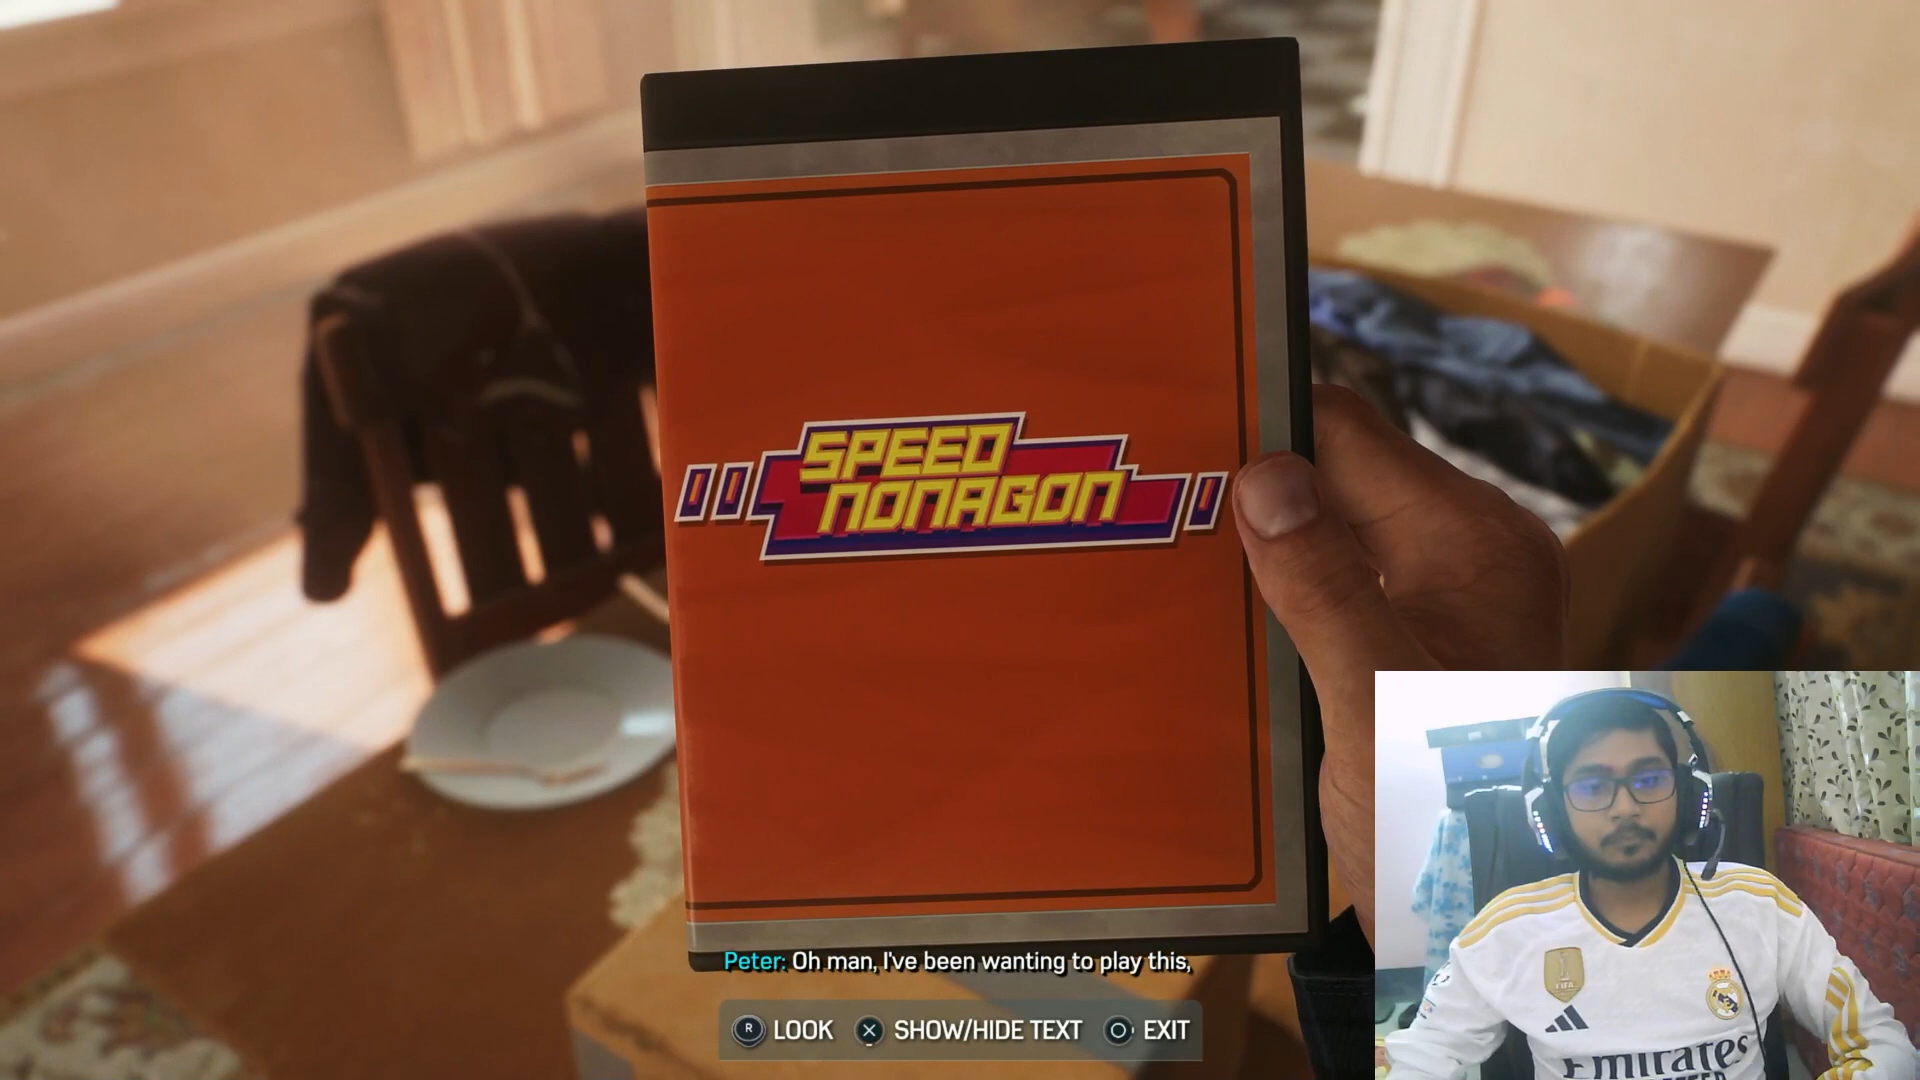 SPEED
NONAGON
Peter: Oh man, I've been wanting to play this,
R LOOK SHOW/HIDE TEXT EXIT
FIFA
Emirates